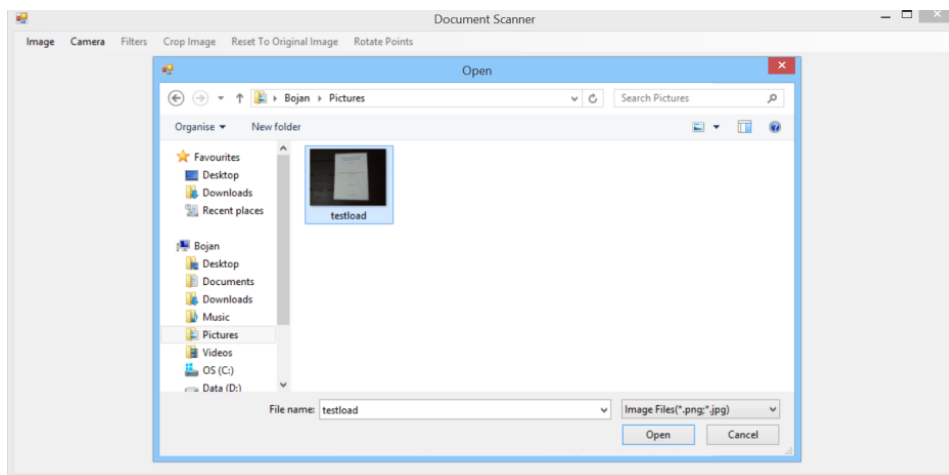 Document Scanner
Image Camera Filters Crop Image Reset To Original Image Rotate Points
Open
Bojan Pictures
Search Pictures
Organise New folder
Favourites
Desktop
Downloads
Recent places
testload
Bojan
Desktop
Documents
Downloads
Music
Pictures
Videos
OS (C:)
Data (D:)
File name: testload
Image Files(*.png;*.jpg)
Open Cancel